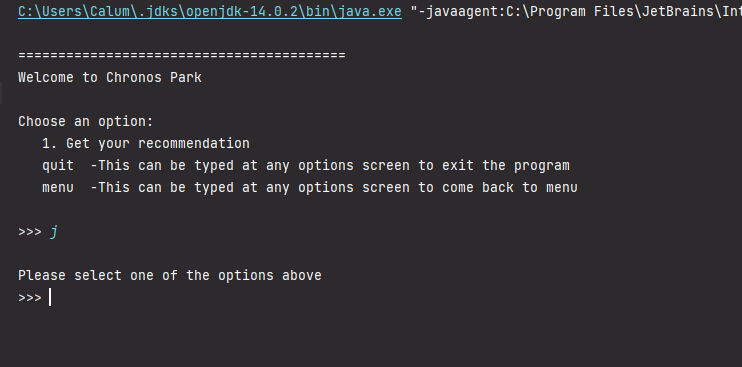 C:\Users\Calum\.jdks\openjdk-14.0.2\bin\java.exe "-javaagent:C:\Program Files\JetBrains\Int
=========================================
Welcome to Chronos Park
Choose an option:
1. Get your recommendation
quit -This can be typed at any options screen to exit the program
menu -This can be typed at any options screen to come back to menu
>>> j
Please select one of the options above
>>>